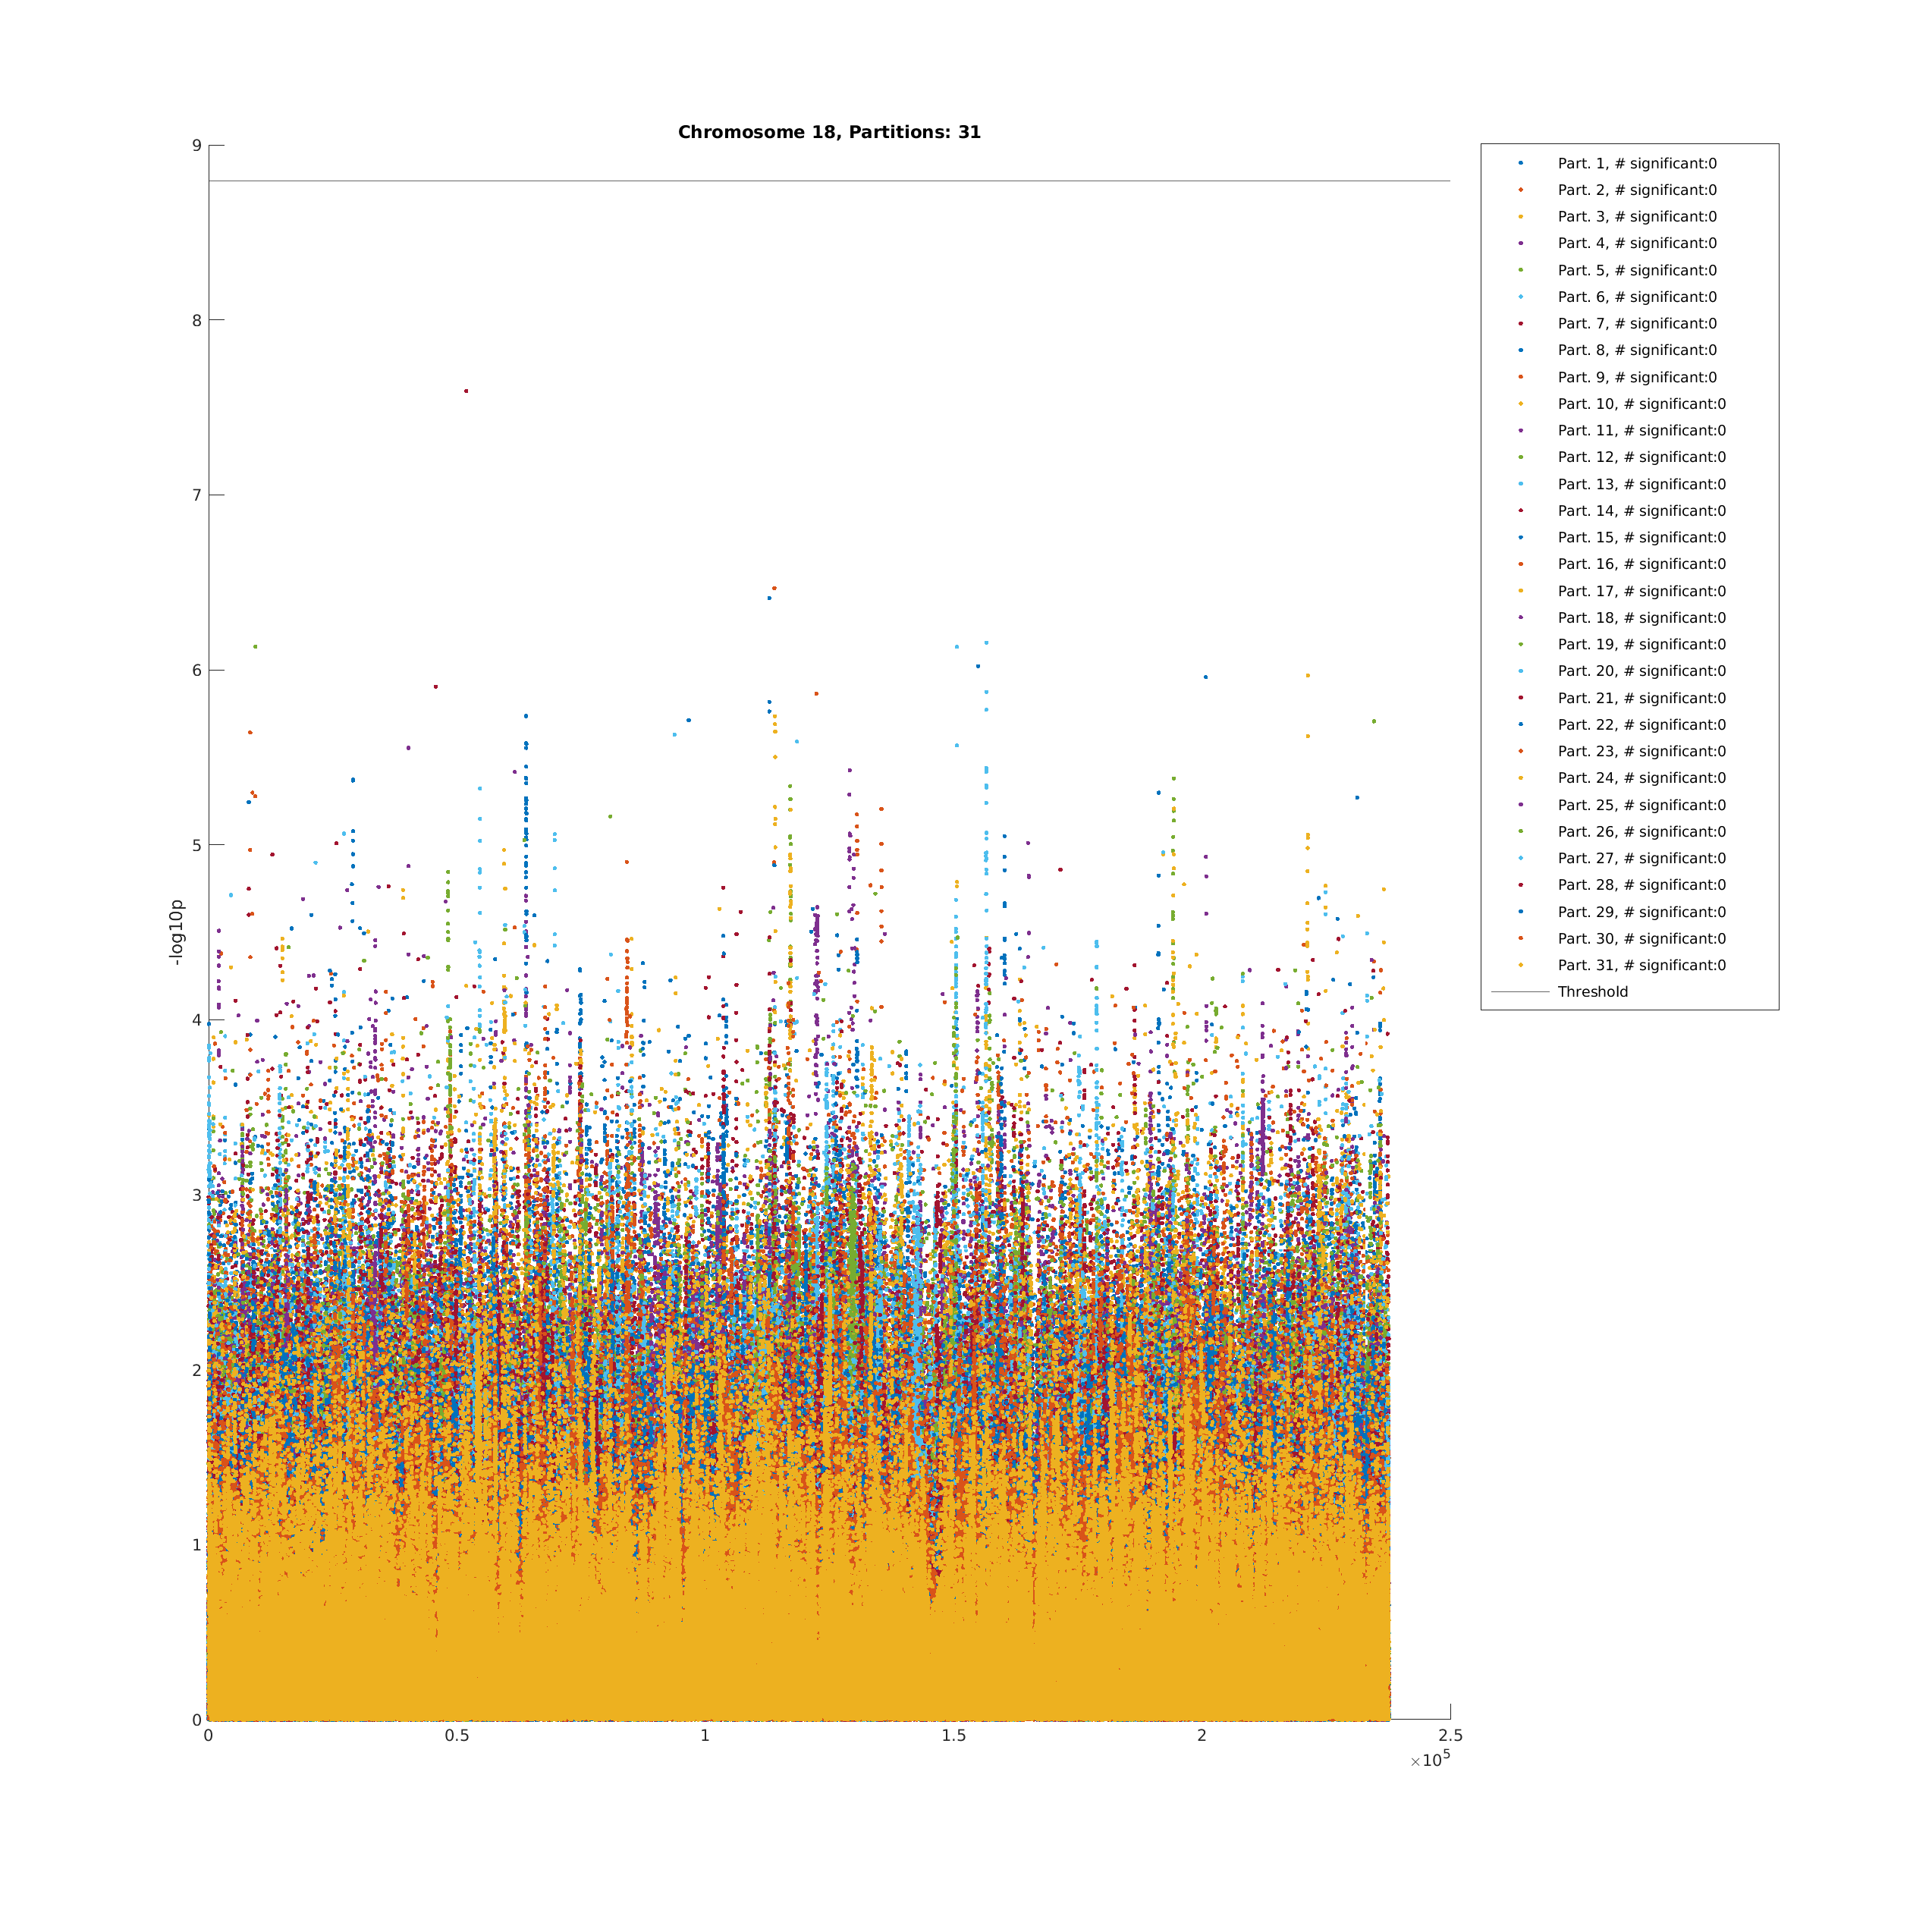 Chromosome 18, Partitions: 31
9
8
7
6
5
4
3
2
1
0
-log10p
0
0.5
1
1.5
2
2.5
×10^5
Part. 1, # significant:0
Part. 2, # significant:0
Part. 3, # significant:0
Part. 4, # significant:0
Part. 5, # significant:0
Part. 6, # significant:0
Part. 7, # significant:0
Part. 8, # significant:0
Part. 9, # significant:0
Part. 10, # significant:0
Part. 11, # significant:0
Part. 12, # significant:0
Part. 13, # significant:0
Part. 14, # significant:0
Part. 15, # significant:0
Part. 16, # significant:0
Part. 17, # significant:0
Part. 18, # significant:0
Part. 19, # significant:0
Part. 20, # significant:0
Part. 21, # significant:0
Part. 22, # significant:0
Part. 23, # significant:0
Part. 24, # significant:0
Part. 25, # significant:0
Part. 26, # significant:0
Part. 27, # significant:0
Part. 28, # significant:0
Part. 29, # significant:0
Part. 30, # significant:0
Part. 31, # significant:0
Threshold